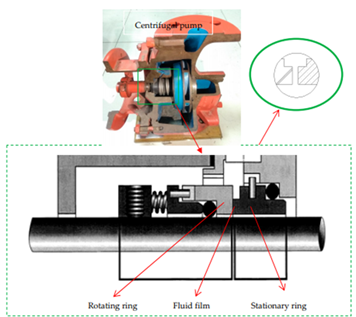 Centrifugal pump
Rotating ring
Fluid film
Stationary ring